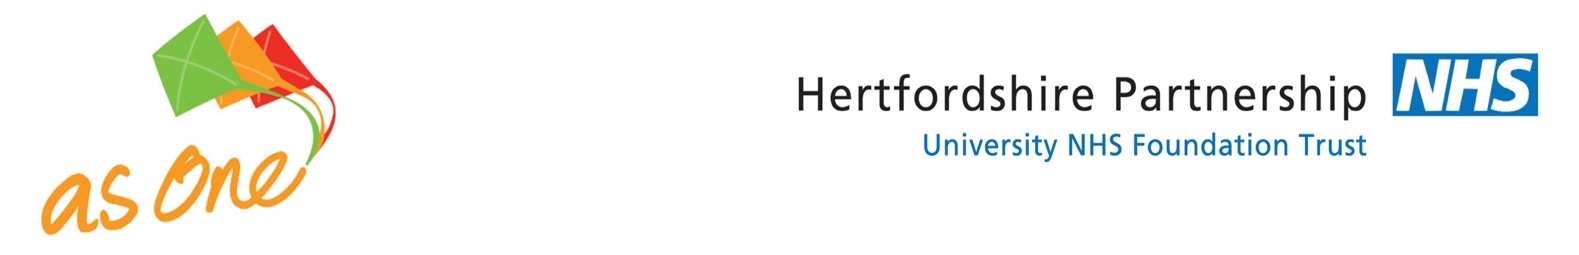 as one
Hertfordshire Partnership NHS
University NHS Foundation Trust